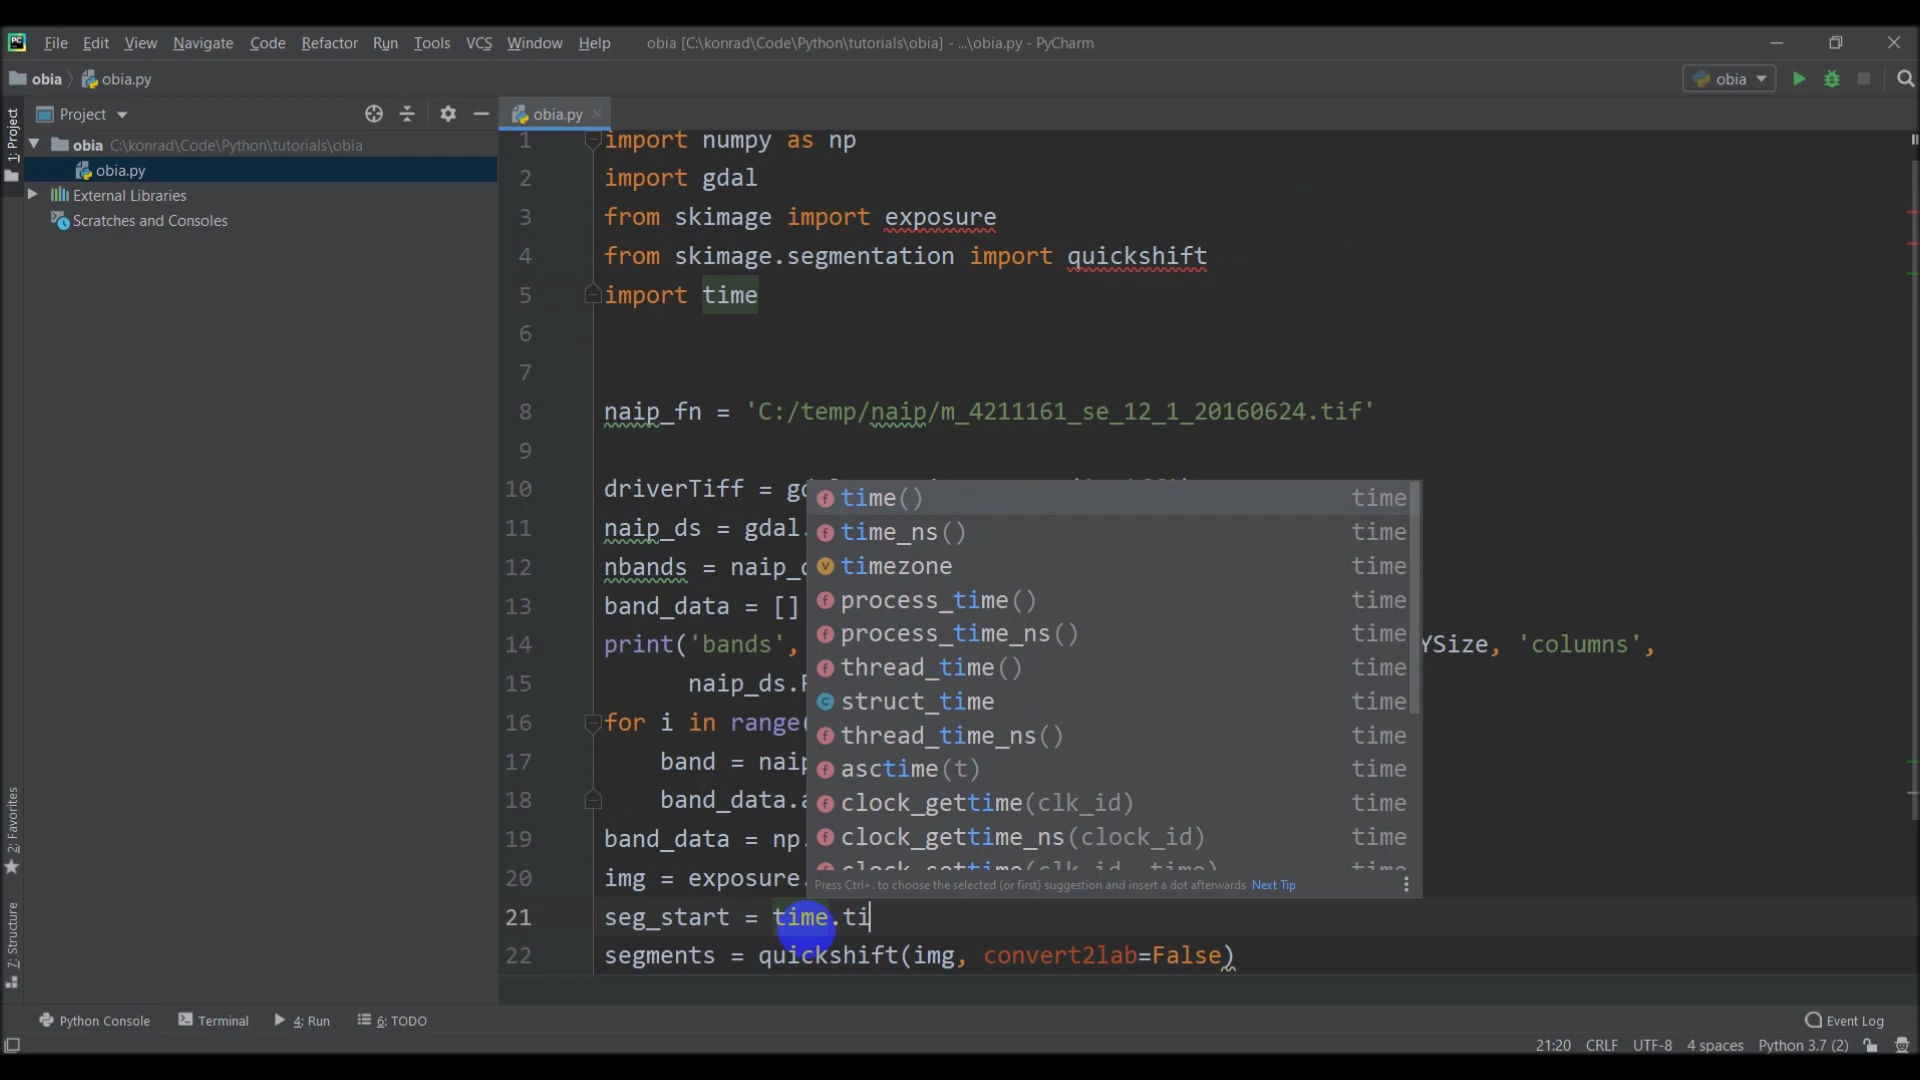 PC File Edit View Navigate Code Refactor Run Tools VCS Window Help obia [C:\konrad\Code\Python\tutorials\obia] - ...\obia.py - PyCharm
obia obia.py obia
Project obia.py
1: Project
obia C:\konrad\Code\Python\tutorials\obia
obia.py
External Libraries
Scratches and Consoles
1 import numpy as np
2 import gdal
3 from skimage import exposure
4 from skimage.segmentation import quickshift
5 import time
6
7
8 naip_fn = 'C:/temp/naip/m_4211161_se_12_1_20160624.tif'
9
10 driverTiff =
11 naip_ds = gdal.
12 nbands =
13 band_data = []
14 print('bands', YSize, 'columns',
15 naip_ds.
16 for i in range(
17 band =
18 band_data.
19 band_data = np.
20 img = exposure.
21 seg_start = time.ti
22 segments = quickshift(img, convert2lab=False)
time() time
time_ns() time
timezone time
process_time() time
process_time_ns() time
thread_time() time
struct_time time
thread_time_ns() time
asctime(t) time
clock_gettime(clk_id) time
clock_gettime_ns(clock_id) time
Press Ctrl+. to choose the selected (or first) suggestion and insert a dot afterwards Next Tip
2: Favorites
7: Structure
Python Console Terminal 4: Run 6: TODO Event Log
21:20 CRLF UTF-8 4 spaces Python 3.7 (2)